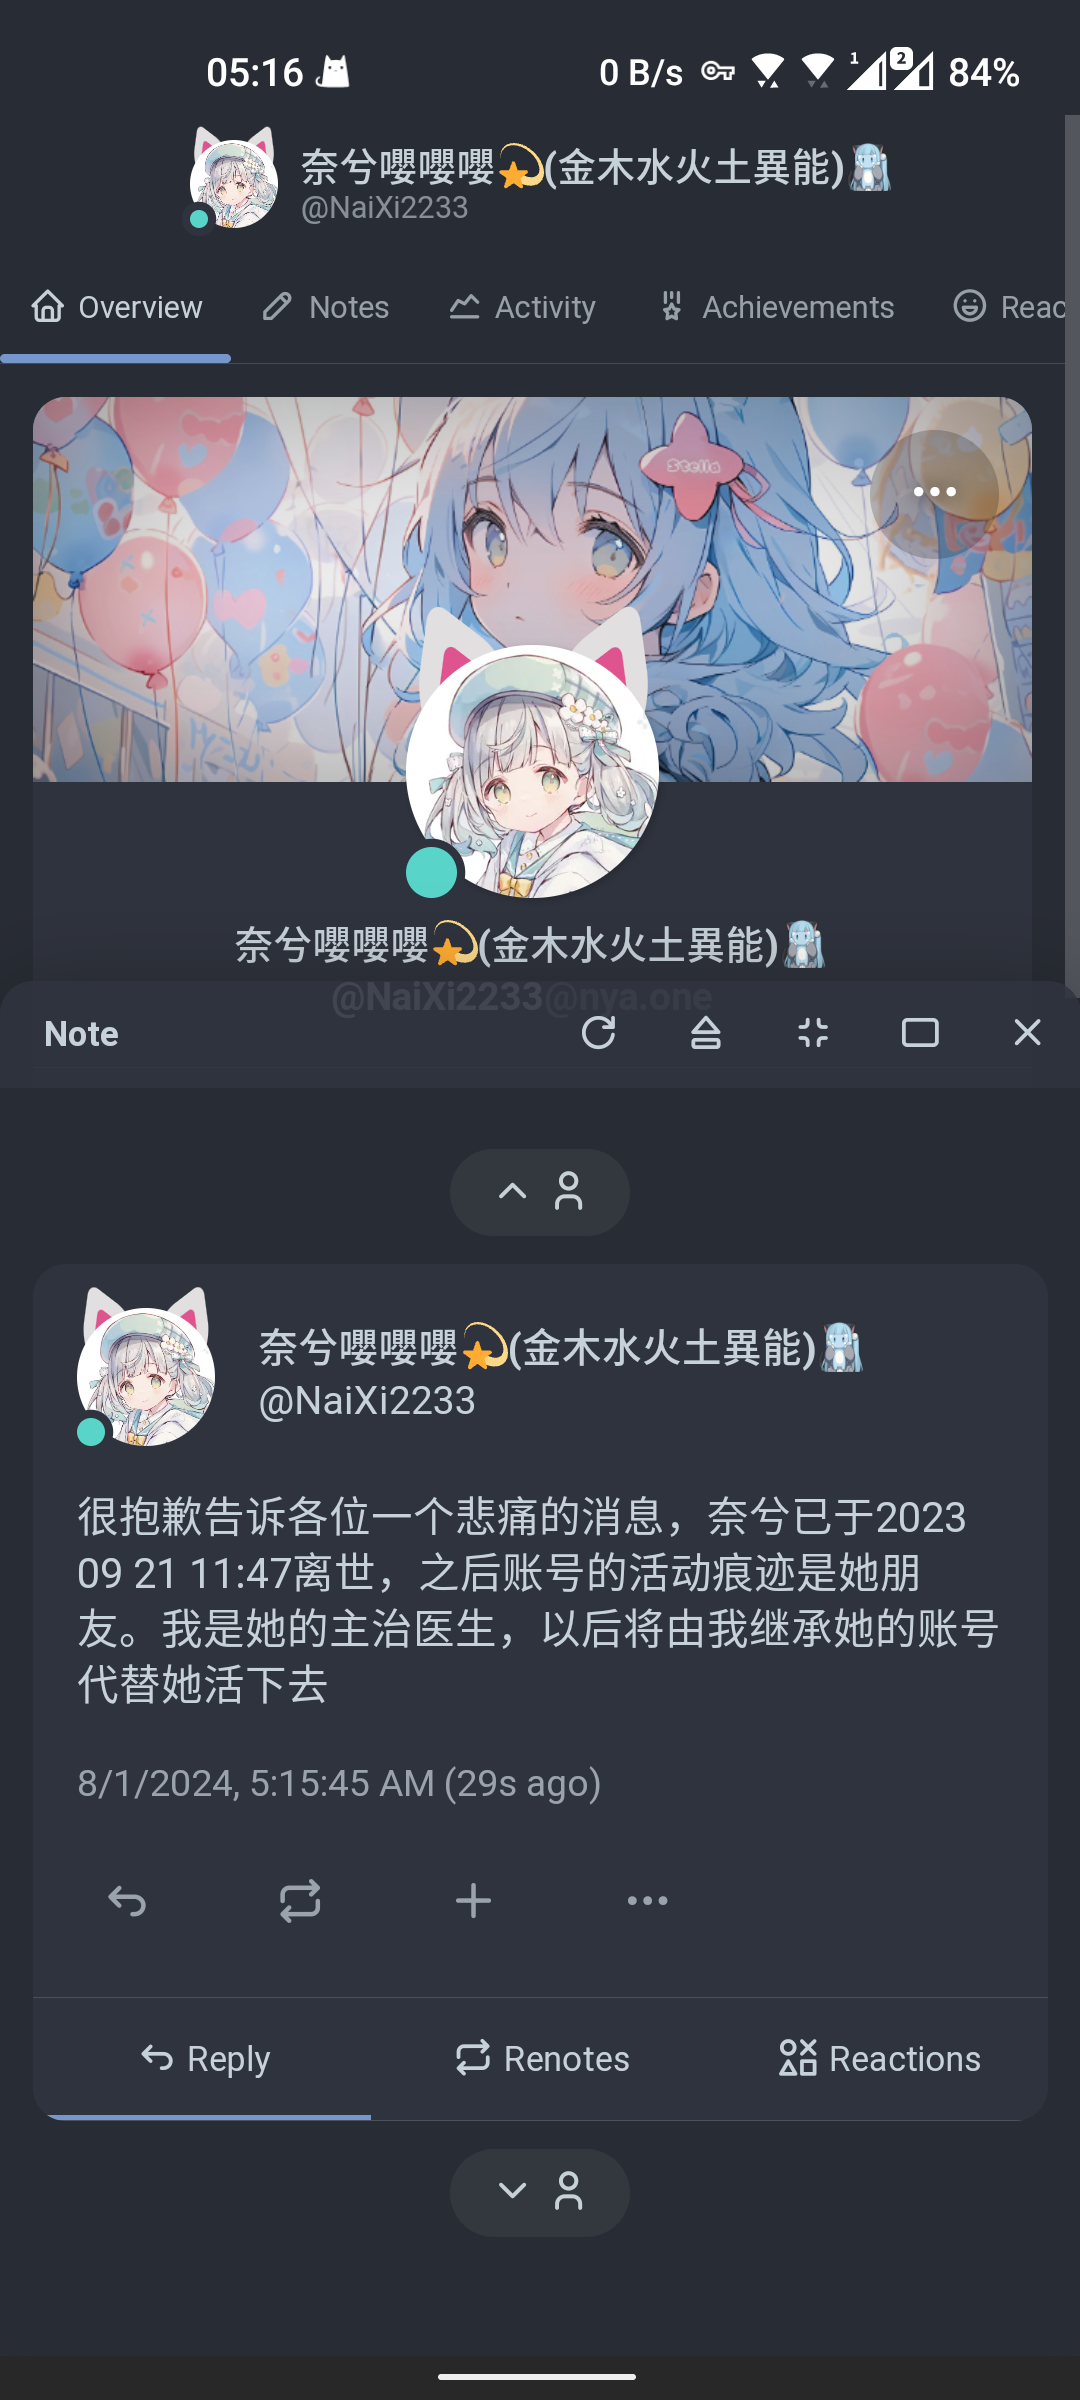 05:16
0 B/s
1
2
84%
奈兮嘤嘤嘤💫(金木水火土異能)
@NaiXi2233
Overview
Notes
Activity
Achievements
Reac
Stella
奈兮嘤嘤嘤💫(金木水火土異能)
@NaiXi2233@nya.one
Note
奈兮嘤嘤嘤💫(金木水火土異能)
@NaiXi2233
很抱歉告诉各位一个悲痛的消息，奈兮已于2023
09 21 11:47离世，之后账号的活动痕迹是她朋
友。我是她的主治医生，以后将由我继承她的账号
代替她活下去
8/1/2024, 5:15:45 AM (29s ago)
Reply
Renotes
Reactions